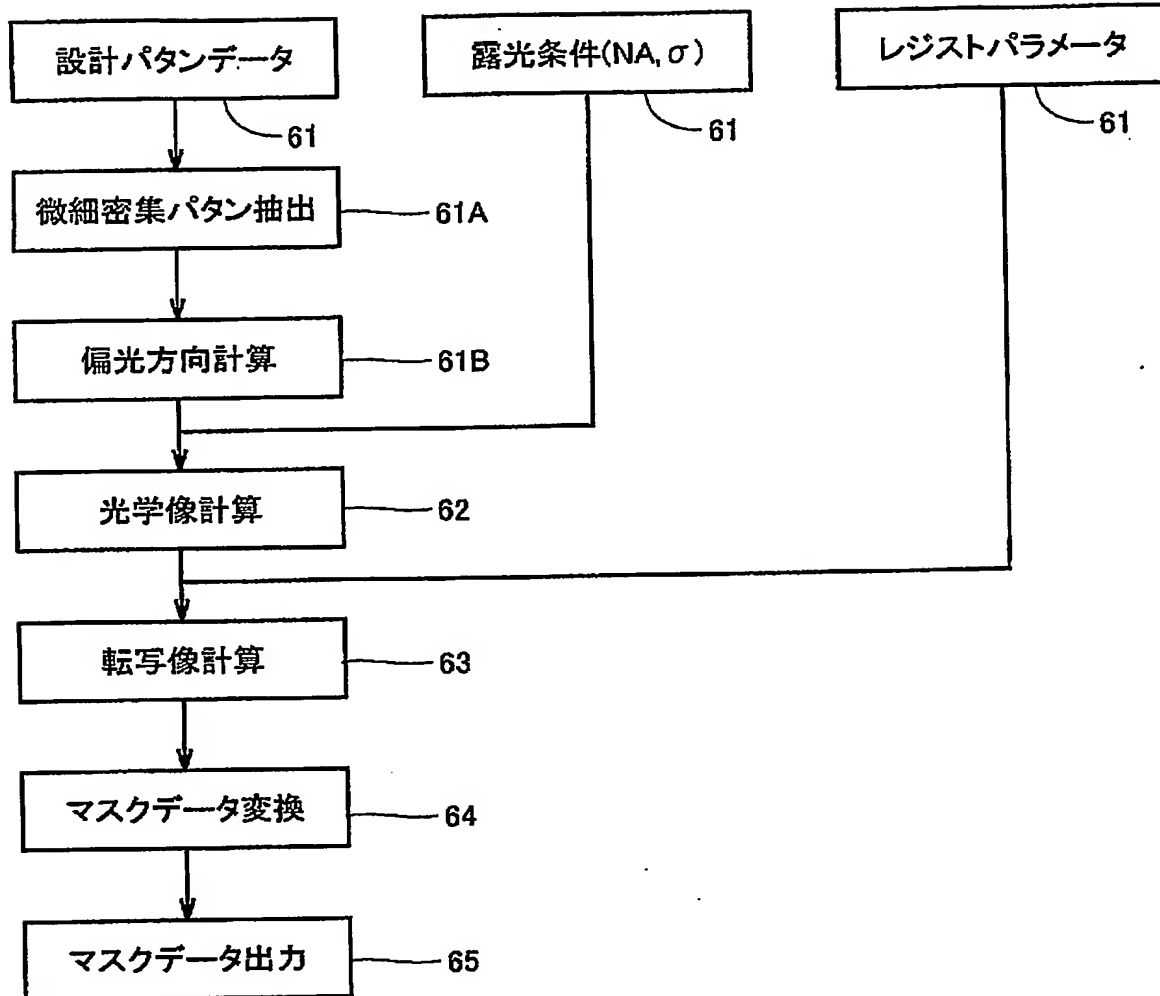 設計パタンデータ
61
露光条件(NA, σ)
61
レジストパラメータ
61
微細密集パタン抽出
61A
偏光方向計算
61B
光学像計算
62
転写像計算
63
マスクデータ変換
64
マスクデータ出力
65